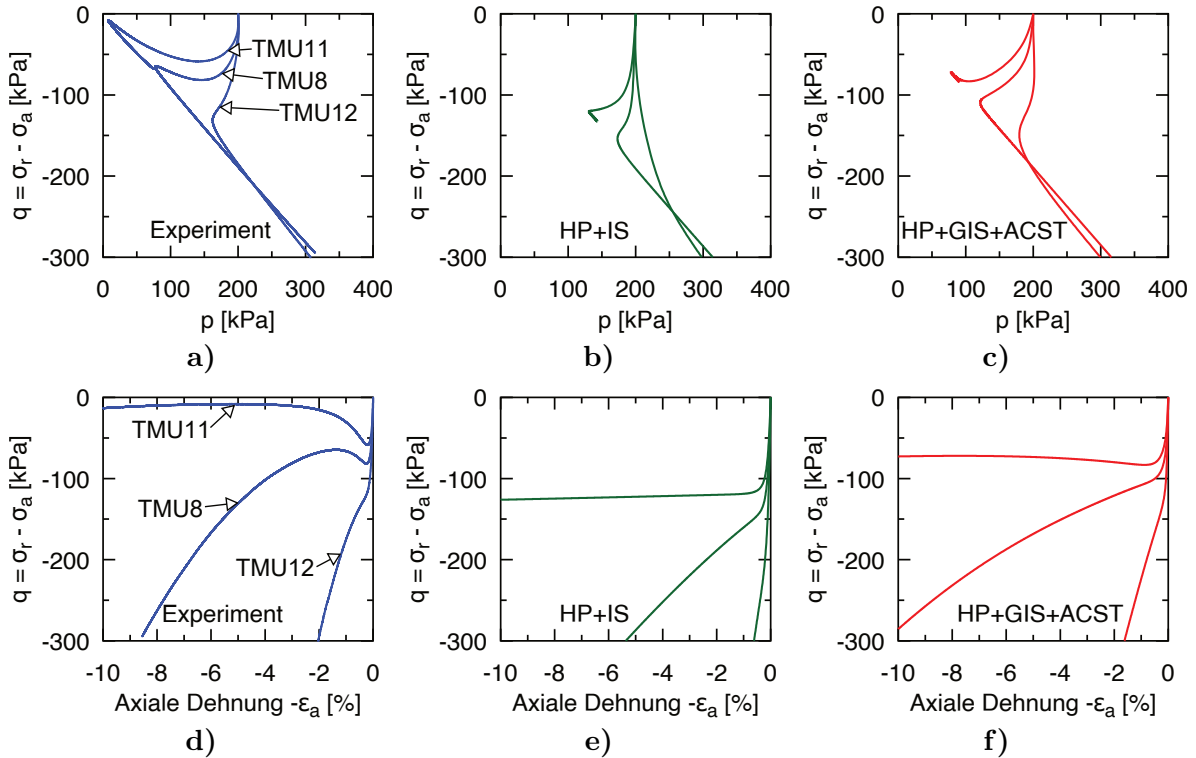 0
-100
-200
-300
q = σr - σa [kPa]
TMU11
TMU8
TMU12
Experiment
0 100 200 300 400
p [kPa]
a)
0
-100
-200
-300
q = σr - σa [kPa]
HP+IS
0 100 200 300 400
p [kPa]
b)
0
-100
-200
-300
q = σr - σa [kPa]
HP+GIS+ACST
0 100 200 300 400
p [kPa]
c)
0
-100
-200
-300
q = σr - σa [kPa]
TMU11
TMU8
TMU12
Experiment
-10 -8 -6 -4 -2 0
Axiale Dehnung -εa [%]
d)
0
-100
-200
-300
q = σr - σa [kPa]
HP+IS
-10 -8 -6 -4 -2 0
Axiale Dehnung -εa [%]
e)
0
-100
-200
-300
q = σr - σa [kPa]
HP+GIS+ACST
-10 -8 -6 -4 -2 0
Axiale Dehnung -εa [%]
f)